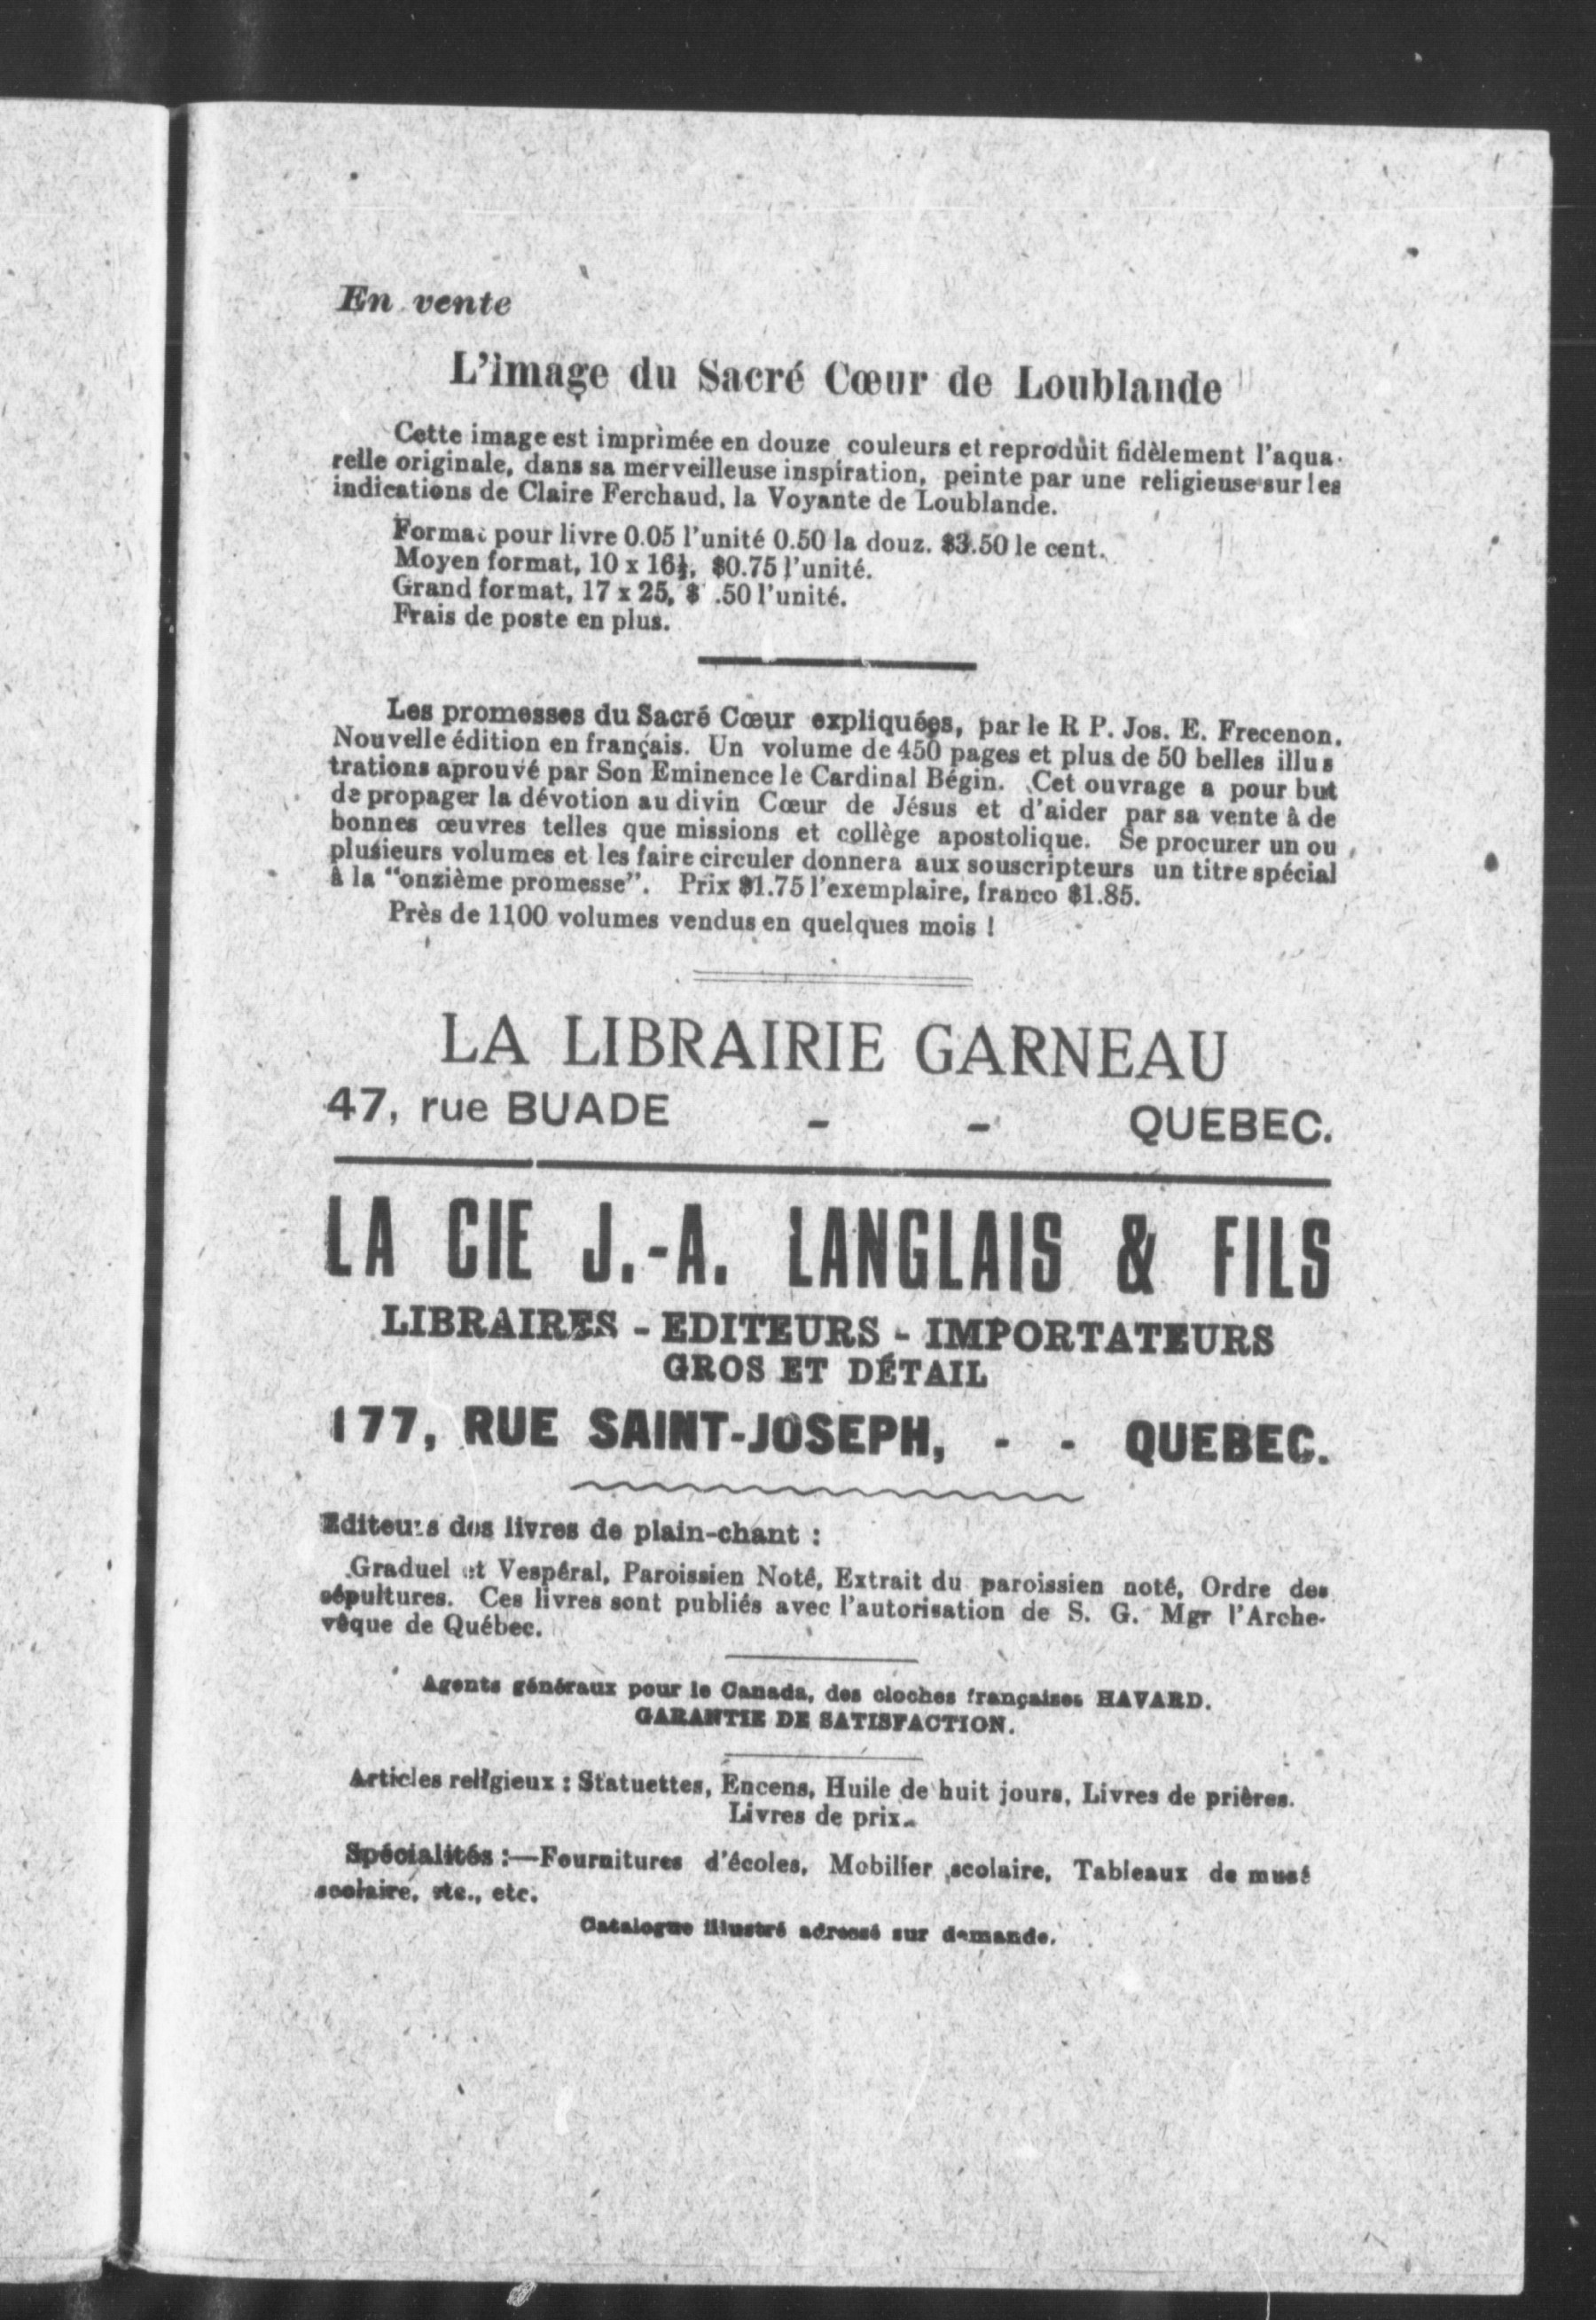 En vente
L'image du Sacré Cœur de Loublande
Cette image est imprimée en douze couleurs et reproduit fidèlement l'aqua-
relle originale, dans sa merveilleuse inspiration, peinte par une religieuse sur les
indications de Claire Ferchaud, la Voyante de Loublande.
Format pour livre 0.05 l'unité 0.50 la douz. $3.50 le cent.
Moyen format, 10 x 16½, $0.75 l'unité.
Grand format, 17 x 25, $ .50 l'unité.
Frais de poste en plus.
Les promesses du Sacré Cœur expliquées, par le R P. Jos. E. Frecenon.
Nouvelle édition en français. Un volume de 450 pages et plus de 50 belles illus
trations aprouvé par Son Eminence le Cardinal Bégin. Cet ouvrage a pour but
de propager la dévotion au divin Cœur de Jésus et d'aider par sa vente à de
bonnes œuvres telles que missions et collège apostolique. Se procurer un ou
plusieurs volumes et les faire circuler donnera aux souscripteurs un titre spécial
à la "onzième promesse". Prix $1.75 l'exemplaire, franco $1.85.
Près de 1100 volumes vendus en quelques mois !
LA LIBRAIRIE GARNEAU
47, rue BUADE - - QUEBEC.
LA CIE J.-A. LANGLAIS & FILS
LIBRAIRES - EDITEURS - IMPORTATEURS
GROS ET DÉTAIL
177, RUE SAINT-JOSEPH, - - QUEBEC.
Editeurs des livres de plain-chant :
Graduel et Vespéral, Paroissien Noté, Extrait du paroissien noté, Ordre des
sépultures. Ces livres sont publiés avec l'autorisation de S. G. Mgr l'Arche-
vêque de Québec.
Agents généraux pour le Canada, des cloches françaises HAVARD.
GARANTIE DE SATISFACTION.
Articles religieux : Statuettes, Encens, Huile de huit jours, Livres de prières.
Livres de prix.
Spécialités :—Fournitures d'écoles, Mobilier scolaire, Tableaux de musé
scolaire, etc., etc.
Catalogue illustré adressé sur demande.